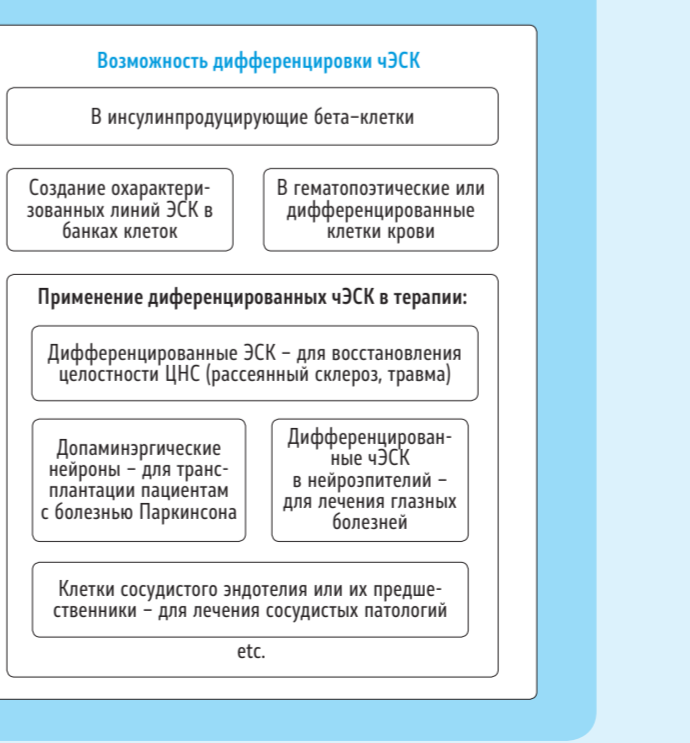 Возможность дифференцировки чЭСК
В инсулинпродуцирующие бета-клетки
Создание охарактери-
зованных линий ЭСК в
банках клеток
В гематопоэтические или
дифференцированные
клетки крови
Применение диференцированных чЭСК в терапии:
Дифференцированные ЭСК – для восстановления
целостности ЦНС (рассеянный склероз, травма)
Допаминэргические
нейроны – для транс-
плантации пациентам
с болезнью Паркинсона
Дифференцирован-
ные чЭСК
в нейроэпителий –
для лечения глазных
болезней
Клетки сосудистого эндотелия или их предше-
ственники – для лечения сосудистых патологий
etc.